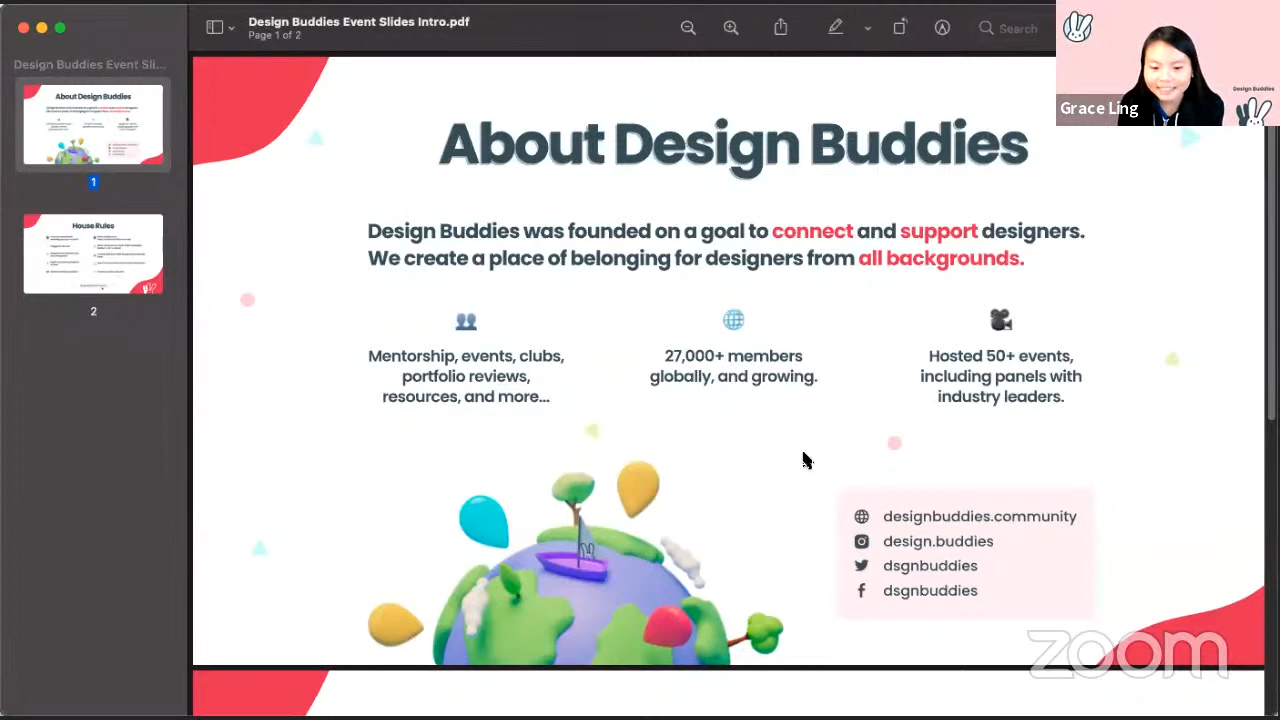 Design Buddies Event Slides Intro.pdf
Page 1 of 2
Search
Grace Ling
Design Buddies
Design Buddies Event Sli...
About Design Buddies
1
House Rules
2
About Design Buddies
Design Buddies was founded on a goal to connect and support designers.
We create a place of belonging for designers from all backgrounds.
Mentorship, events, clubs,
portfolio reviews,
resources, and more...
27,000+ members
globally, and growing.
Hosted 50+ events,
including panels with
industry leaders.
designbuddies.community
design.buddies
dsgnbuddies
dsgnbuddies
zoom